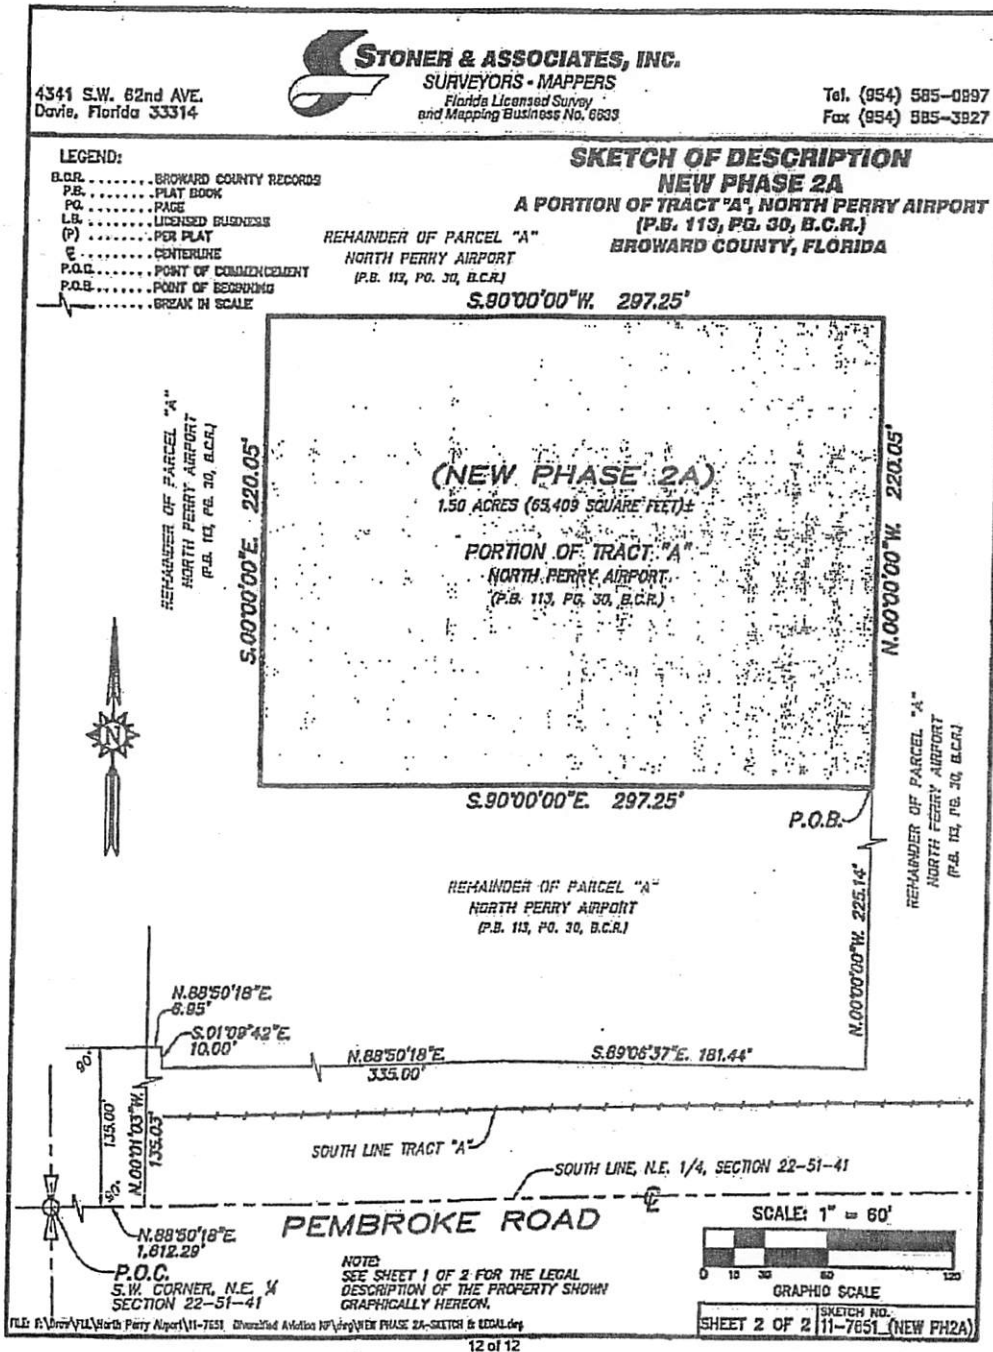 STONER & ASSOCIATES, INC.
SURVEYORS - MAPPERS
Florida Licensed Survey
and Mapping Business No. 6633
4341 S.W. 62nd AVE.
Davie, Florida 33314
Tel. (954) 585-0997
Fax (954) 585-3927
LEGEND:
B.C.R. ........ BROWARD COUNTY RECORDS
P.B. ........ PLAT BOOK
PG. ........ PAGE
L.B. ........ LICENSED BUSINESS
(P) ........ PER PLAT
℄ ........ CENTERLINE
P.O.C. ........ POINT OF COMMENCEMENT
P.O.B. ........ POINT OF BEGINNING
........ BREAK IN SCALE
SKETCH OF DESCRIPTION
NEW PHASE 2A
A PORTION OF TRACT "A", NORTH PERRY AIRPORT
(P.B. 113, PG. 30, B.C.R.)
BROWARD COUNTY, FLORIDA
REMAINDER OF PARCEL "A"
NORTH PERRY AIRPORT
(P.B. 113, PG. 30, B.C.R.)
S.90°00'00"W. 297.25'
REMAINDER OF PARCEL "A"
NORTH PERRY AIRPORT
(P.B. 113, PG. 30, B.C.R.)
S.00°00'00"E. 220.05'
(NEW PHASE 2A)
1.50 ACRES (65,409 SQUARE FEET)±
PORTION OF TRACT "A"
NORTH PERRY AIRPORT
(P.B. 113, PG. 30, B.C.R.)
N.00°00'00"W. 220.05'
N
S.90°00'00"E. 297.25'
P.O.B.
REMAINDER OF PARCEL "A"
NORTH PERRY AIRPORT
(P.B. 113, PG. 30, B.C.R.)
REMAINDER OF PARCEL "A"
NORTH PERRY AIRPORT
(P.B. 113, PG. 30, B.C.R.)
N.00°00'00"W. 225.14'
N.88°50'18"E.
6.95'
S.01°09'42"E.
10.00'
N.88°50'18"E.
335.00'
S.89°06'37"E. 181.44'
90.
135.00'
N.00°01'03"W.
135.03'
90.
SOUTH LINE TRACT "A"
SOUTH LINE, N.E. 1/4, SECTION 22-51-41
℄
PEMBROKE ROAD
N.88°50'18"E.
1,612.29'
P.O.C.
S.W. CORNER, N.E. ¼
SECTION 22-51-41
NOTE:
SEE SHEET 1 OF 2 FOR THE LEGAL
DESCRIPTION OF THE PROPERTY SHOWN
GRAPHICALLY HEREON.
SCALE: 1" = 60'
0 15 30 60 120
GRAPHIC SCALE
SHEET 2 OF 2
SKETCH NO.
11-7651_(NEW PH2A)
12 of 12